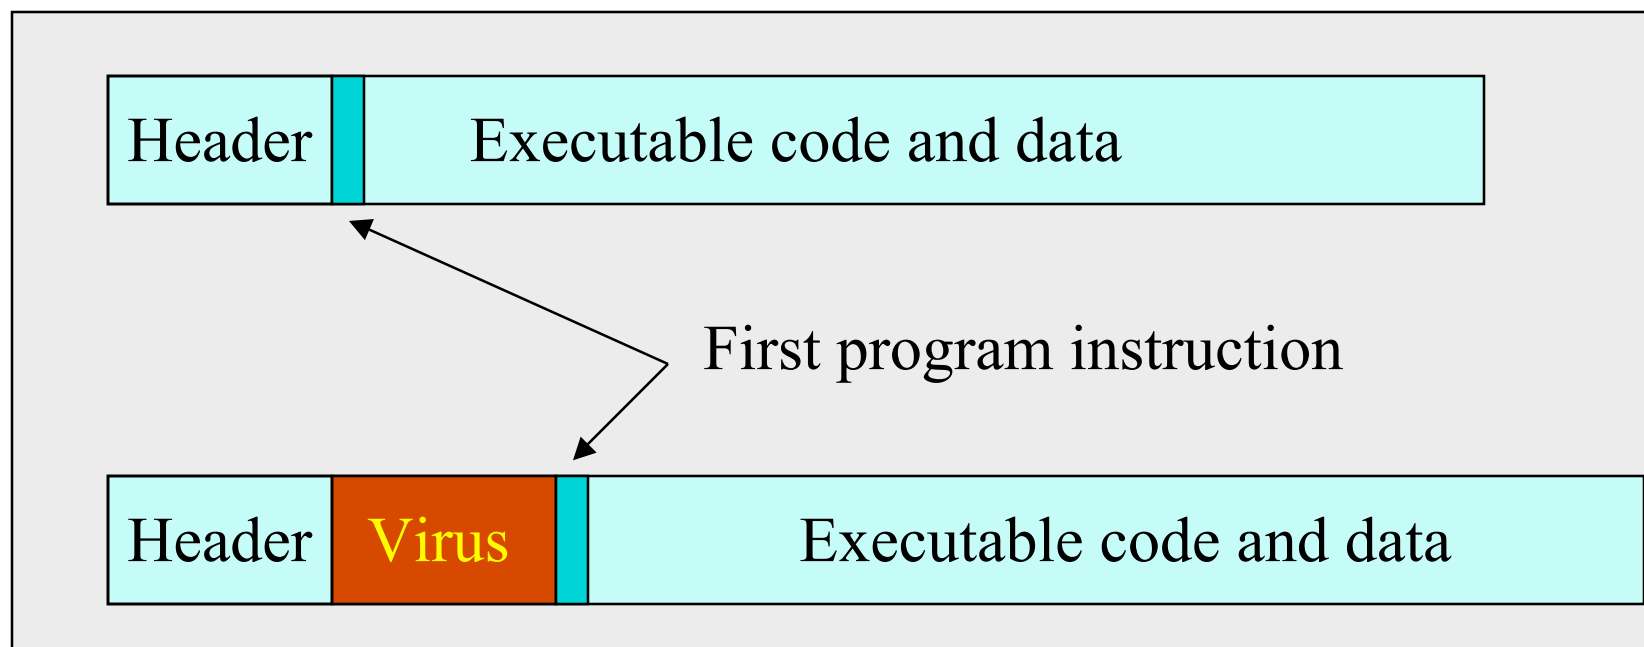 Header Executable code and data
First program instruction
Header Virus Executable code and data